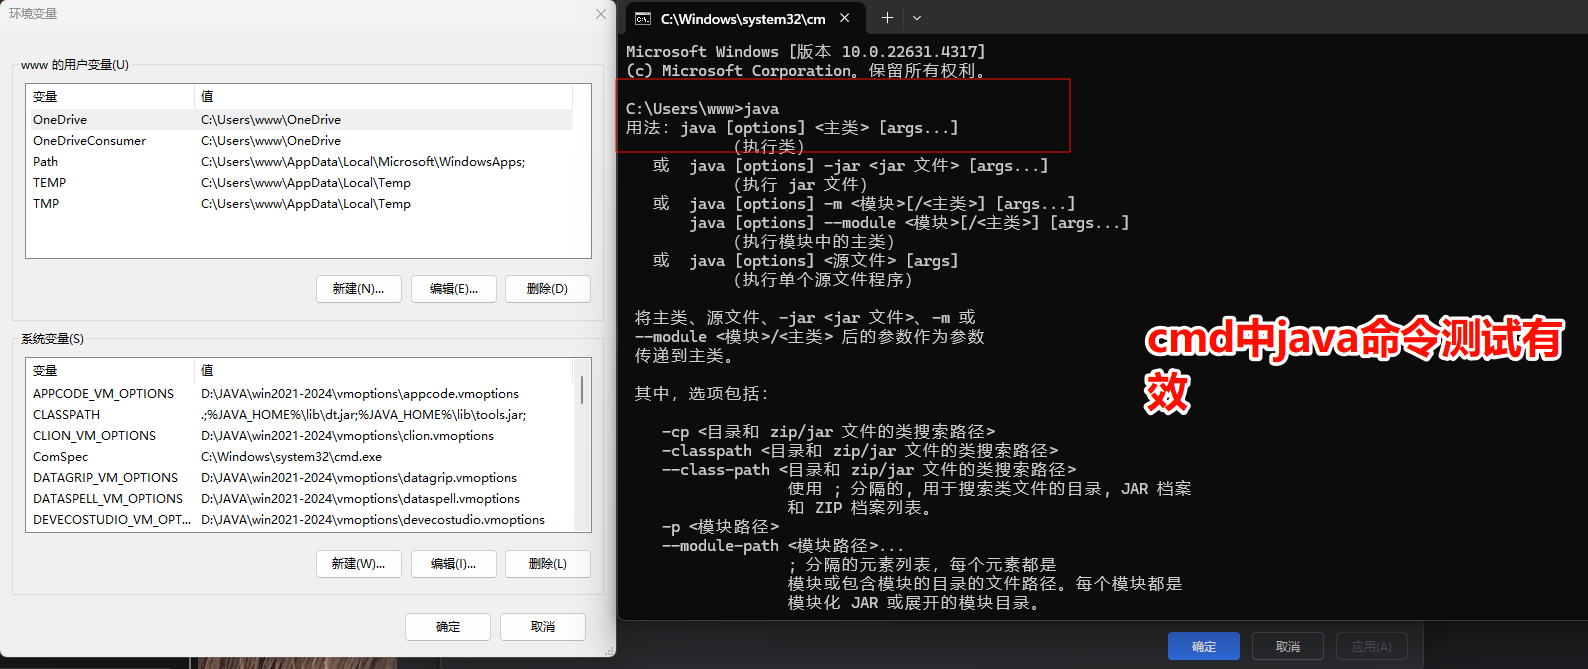 环境变量
www 的用户变量(U)
变量 值
OneDrive C:\Users\www\OneDrive
OneDriveConsumer C:\Users\www\OneDrive
Path C:\Users\www\AppData\Local\Microsoft\WindowsApps;
TEMP C:\Users\www\AppData\Local\Temp
TMP C:\Users\www\AppData\Local\Temp
新建(N)... 编辑(E)... 删除(D)
系统变量(S)
变量 值
APPCODE_VM_OPTIONS D:\JAVA\win2021-2024\vmoptions\appcode.vmoptions
CLASSPATH .;%JAVA_HOME%\lib\dt.jar;%JAVA_HOME%\lib\tools.jar;
CLION_VM_OPTIONS D:\JAVA\win2021-2024\vmoptions\clion.vmoptions
ComSpec C:\Windows\system32\cmd.exe
DATAGRIP_VM_OPTIONS D:\JAVA\win2021-2024\vmoptions\datagrip.vmoptions
DATASPELL_VM_OPTIONS D:\JAVA\win2021-2024\vmoptions\dataspell.vmoptions
DEVECOSTUDIO_VM_OPT... D:\JAVA\win2021-2024\vmoptions\devecostudio.vmoptions
新建(W)... 编辑(I)... 删除(L)
确定 取消
C:\Windows\system32\cm
Microsoft Windows [版本 10.0.22631.4317]
(c) Microsoft Corporation。保留所有权利。
C:\Users\www>java
用法：java [options] <主类> [args...]
（执行类）
或 java [options] -jar <jar 文件> [args...]
（执行 jar 文件）
或 java [options] -m <模块>[/<主类>] [args...]
java [options] --module <模块>[/<主类>] [args...]
（执行模块中的主类）
或 java [options] <源文件> [args]
（执行单个源文件程序）
将主类、源文件、-jar <jar 文件>、-m 或
--module <模块>/<主类> 后的参数作为参数
传递到主类。
其中，选项包括：
-cp <目录和 zip/jar 文件的类搜索路径>
-classpath <目录和 zip/jar 文件的类搜索路径>
--class-path <目录和 zip/jar 文件的类搜索路径>
使用 ; 分隔的，用于搜索类文件的目录，JAR 档案
和 ZIP 档案列表。
-p <模块路径>
--module-path <模块路径>...
; 分隔的元素列表，每个元素都是
模块或包含模块的目录的文件路径。每个模块都是
模块化 JAR 或展开的模块目录。
cmd中java命令测试有
效
确定 取消 应用(A)